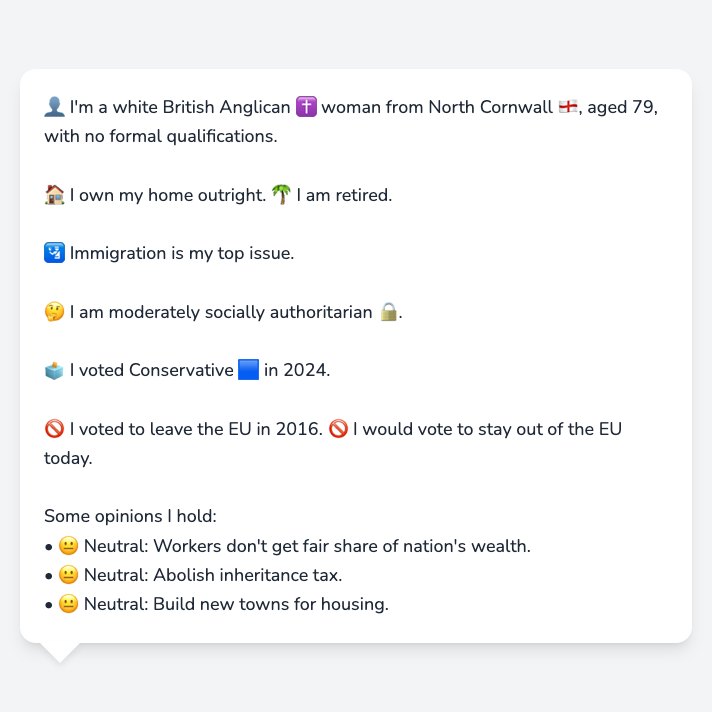 👤 I'm a white British Anglican ✝️ woman from North Cornwall 🏴󠁧󠁢󠁥󠁮󠁧󠁿, aged 79,
with no formal qualifications.
🏠 I own my home outright. 🌴 I am retired.
🛂 Immigration is my top issue.
🤔 I am moderately socially authoritarian 🔒.
🗳️ I voted Conservative 🟦 in 2024.
🚫 I voted to leave the EU in 2016. 🚫 I would vote to stay out of the EU
today.
Some opinions I hold:
• 😐 Neutral: Workers don't get fair share of nation's wealth.
• 😐 Neutral: Abolish inheritance tax.
• 😐 Neutral: Build new towns for housing.